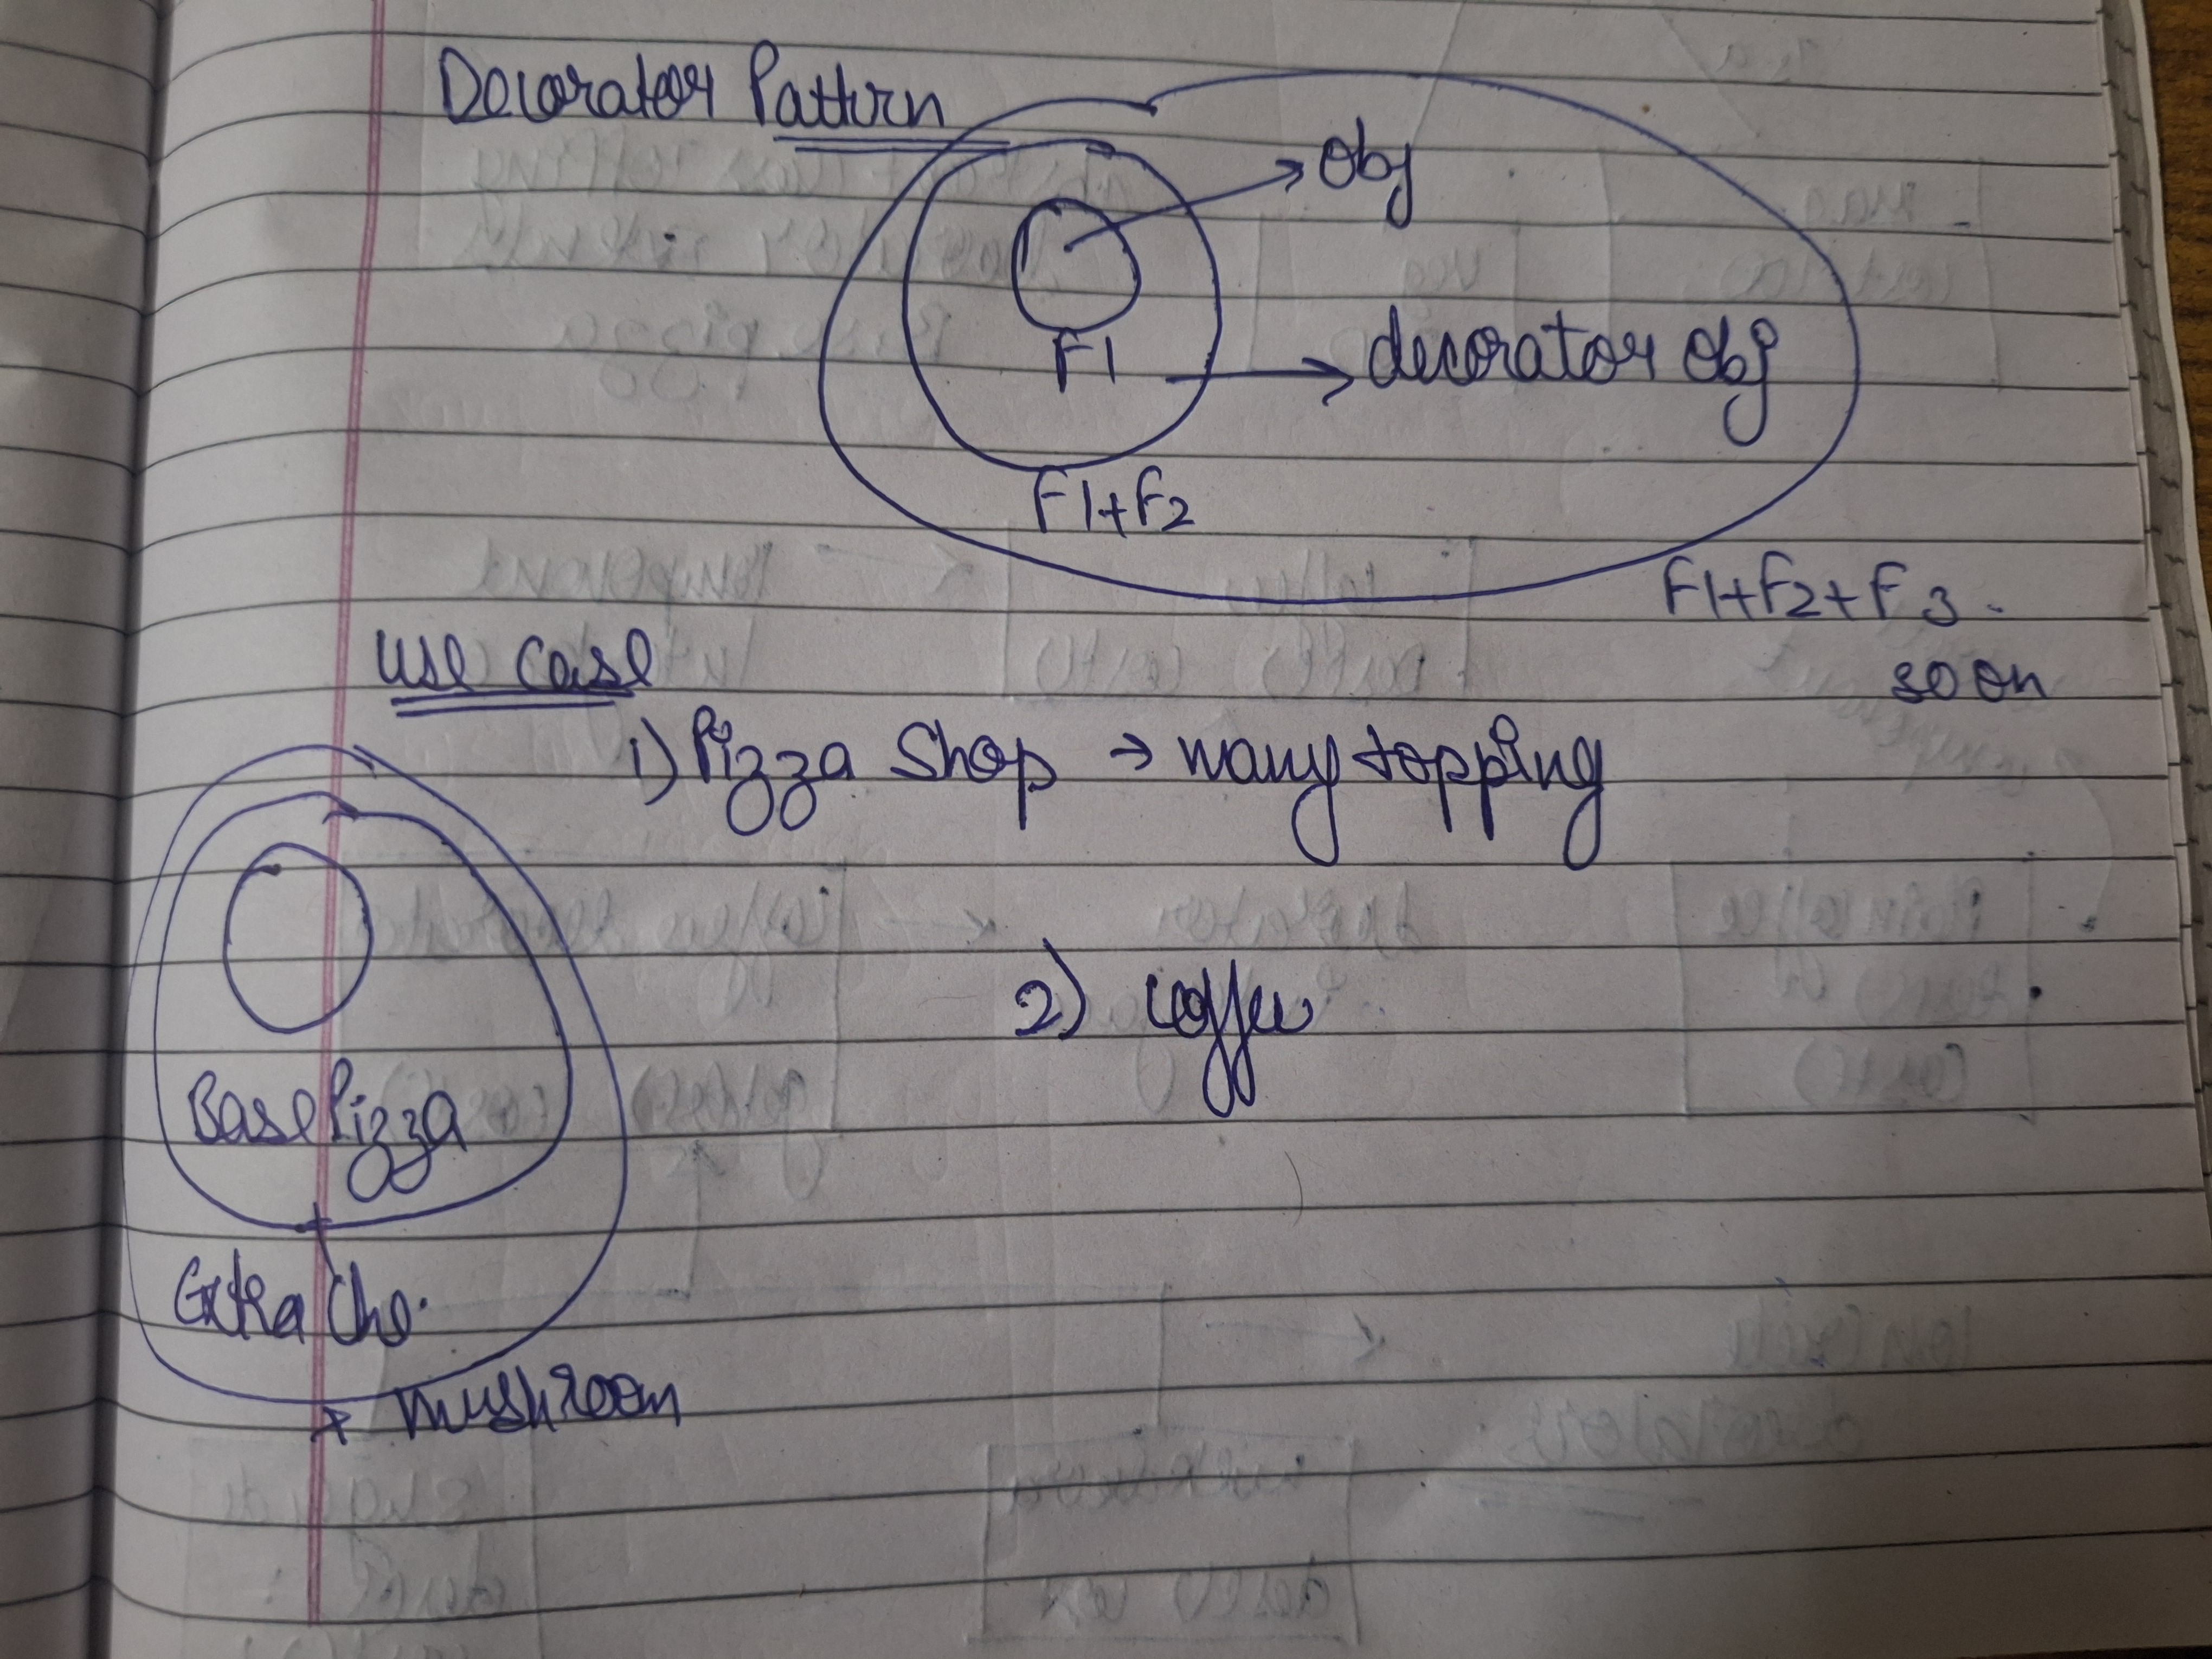 Decorator Pattern
obj
F1
decorator obj
F1+F2
F1+F2+F3.
so on
Use Case
1) Pizza Shop → many topping
Base Pizza
+
Extra Che.
+ mushroom
2) Coffee